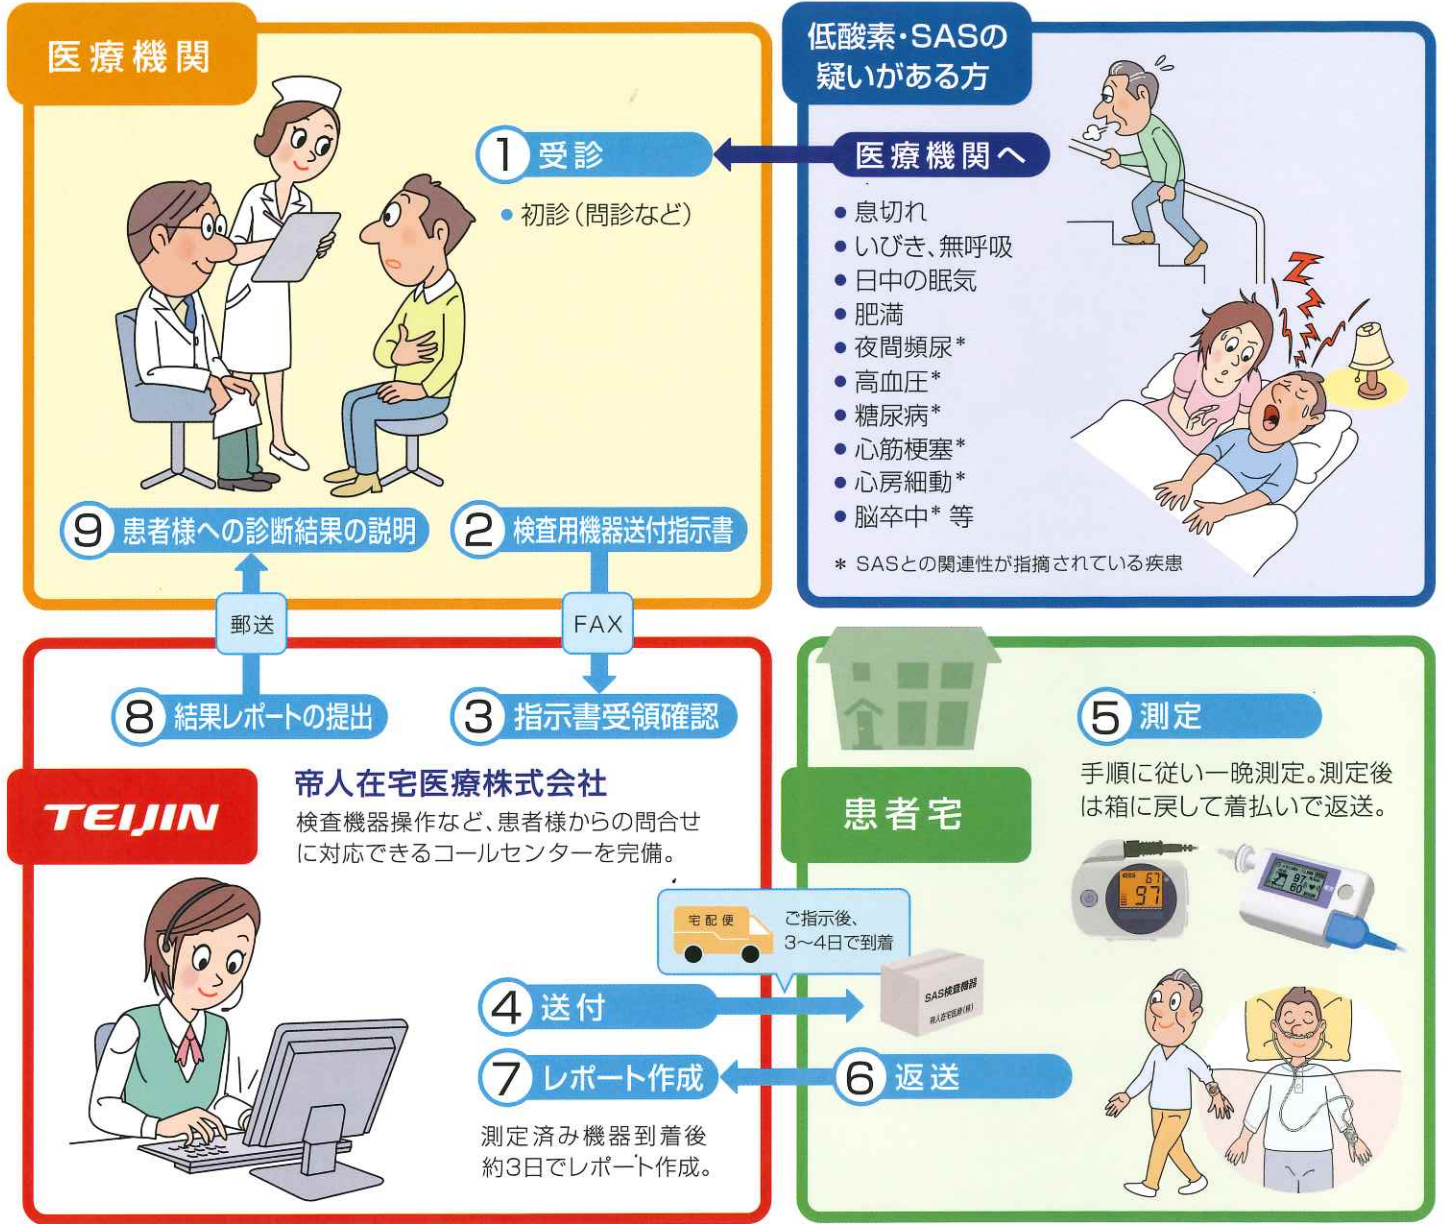 医療機関
① 受診
• 初診（問診など）
低酸素・SASの
疑いがある方
医療機関へ
• 息切れ
• いびき、無呼吸
• 日中の眠気
• 肥満
• 夜間頻尿*
• 高血圧*
• 糖尿病*
• 心筋梗塞*
• 心房細動*
• 脳卒中* 等
* SASとの関連性が指摘されている疾患
⑨ 患者様への診断結果の説明
② 検査用機器送付指示書
郵送
FAX
⑧ 結果レポートの提出
③ 指示書受領確認
TEIJIN
帝人在宅医療株式会社
検査機器操作など、患者様からの問合せ
に対応できるコールセンターを完備。
患者宅
⑤ 測定
手順に従い一晩測定。測定後
は箱に戻して着払いで返送。
67
97
97
60
宅配便
ご指示後、
3〜4日で到着
SAS検査機器
帝人在宅医療(株)
④ 送付
⑦ レポート作成
⑥ 返送
測定済み機器到着後
約3日でレポート作成。